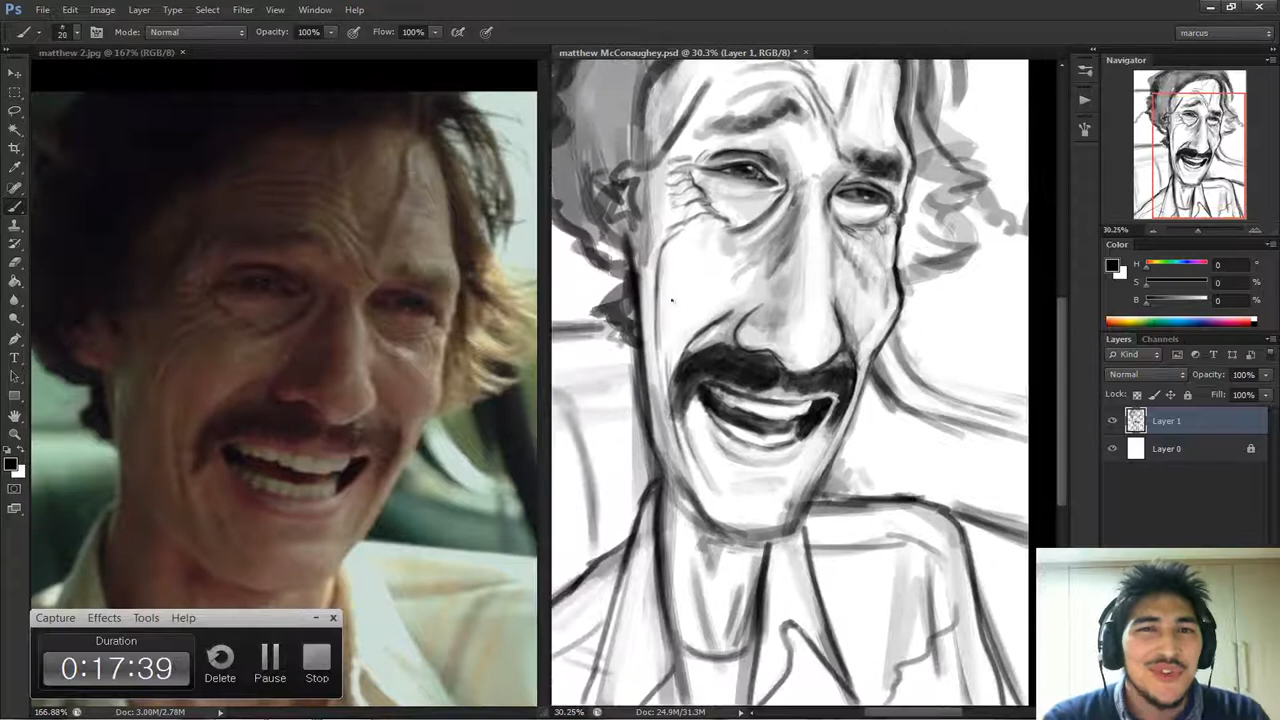 Ps File Edit Image Layer Type Select Filter View Window Help
20 Mode: Normal Opacity: 100% Flow: 100% marcus
matthew 2.jpg @ 167% (RGB/8) × matthew McConaughey.psd @ 30.3% (Layer 1, RGB/8) * ×
Navigator
30.25%
Color
H 0 °
S 0 %
B 0 %
Layers Channels
Kind
Normal Opacity: 100%
Lock: Fill: 100%
Layer 1
Layer 0
Capture Effects Tools Help
Duration
0:17:39
Delete Pause Stop
166.88% Doc: 3.00M/2.78M 30.25% Doc: 24.9M/31.3M